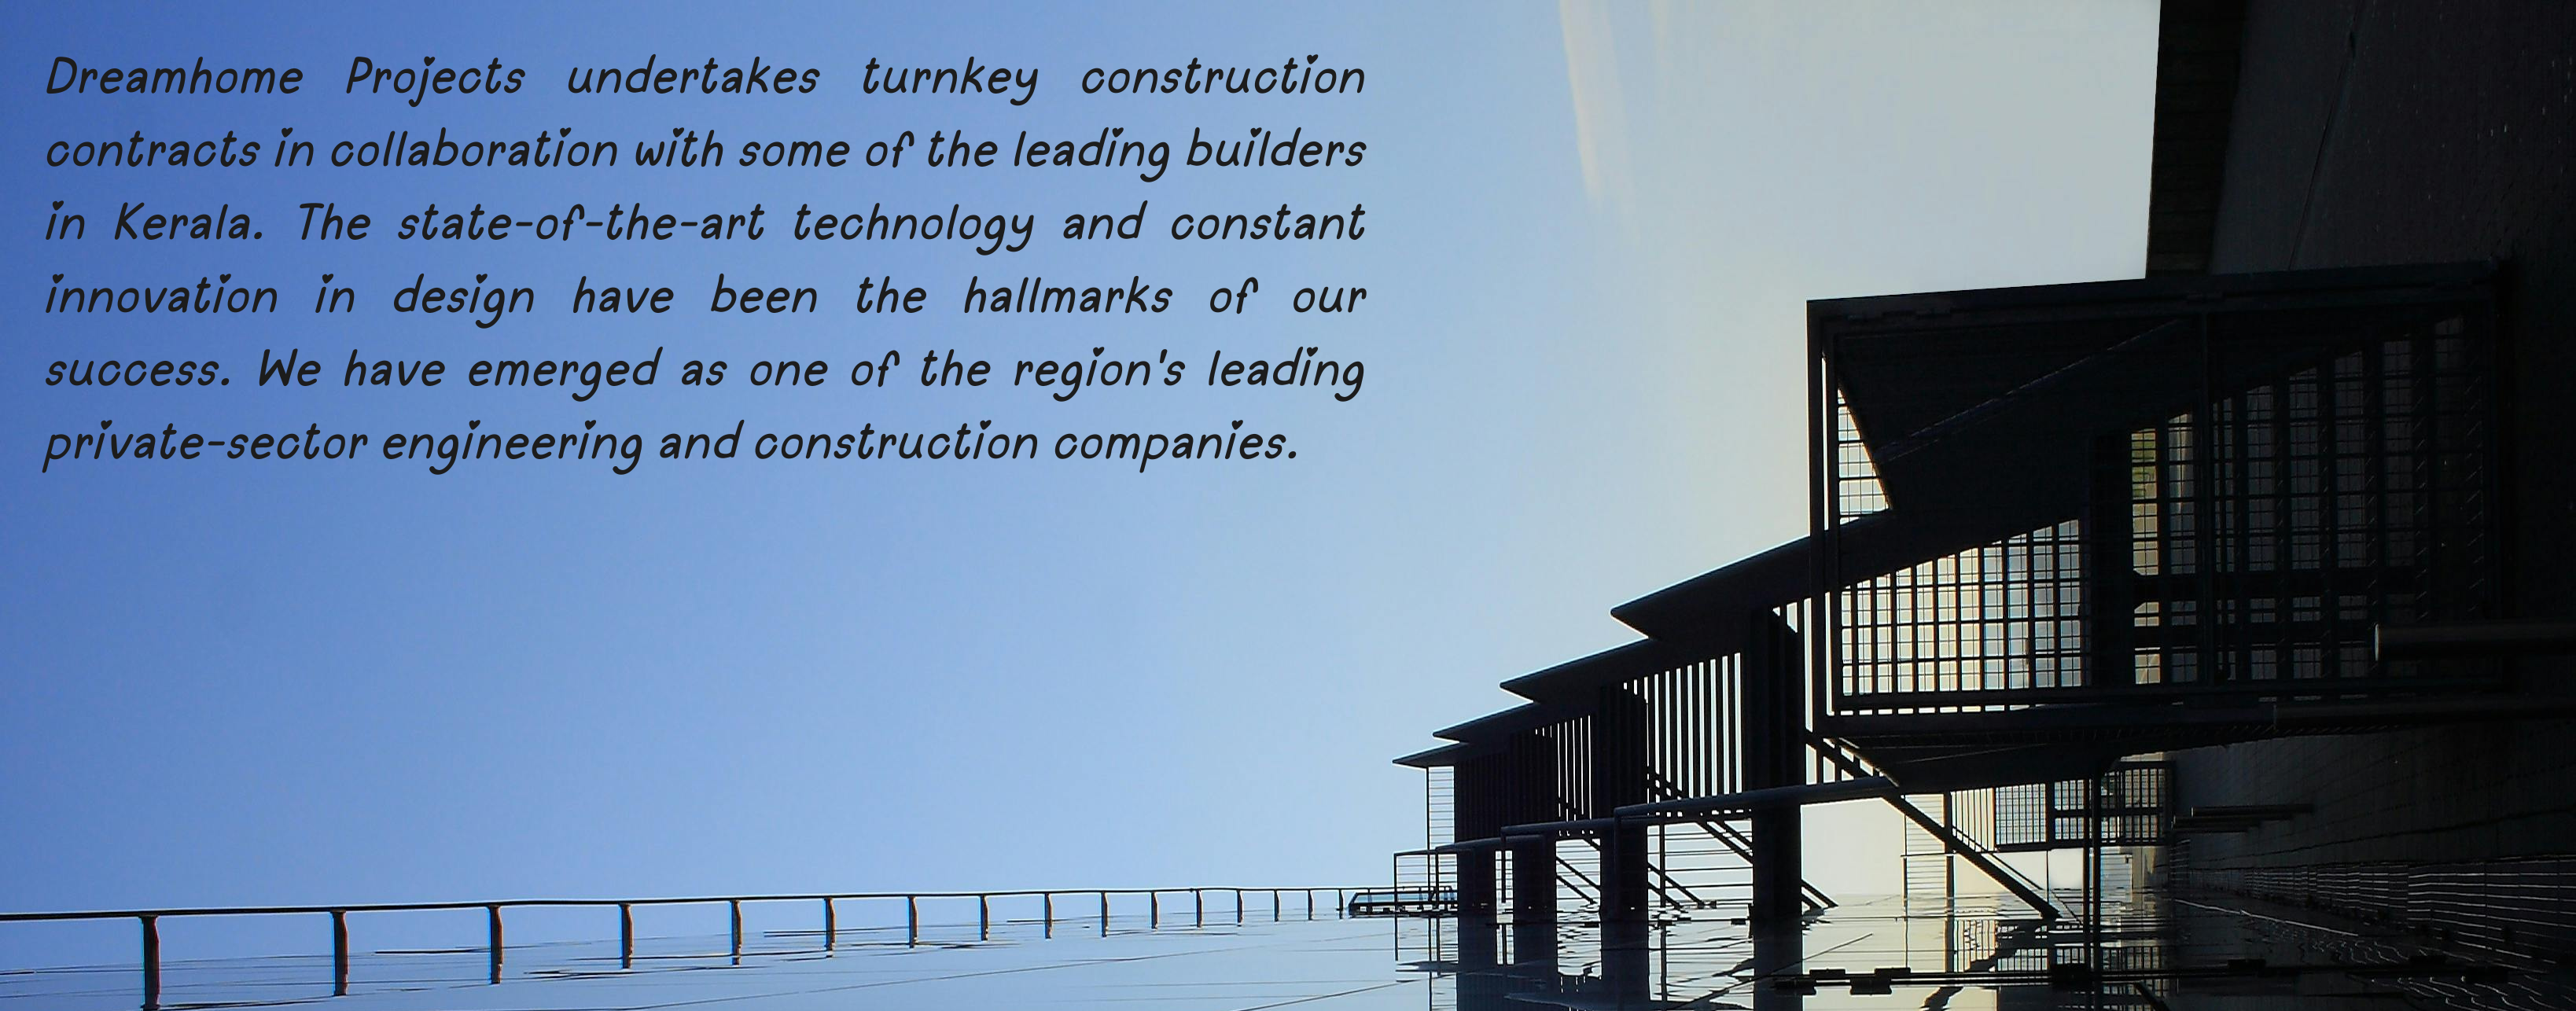 Dreamhome Projects undertakes turnkey construction
contracts in collaboration with some of the leading builders
in Kerala. The state-of-the-art technology and constant
innovation in design have been the hallmarks of our
success. We have emerged as one of the region's leading
private-sector engineering and construction companies.